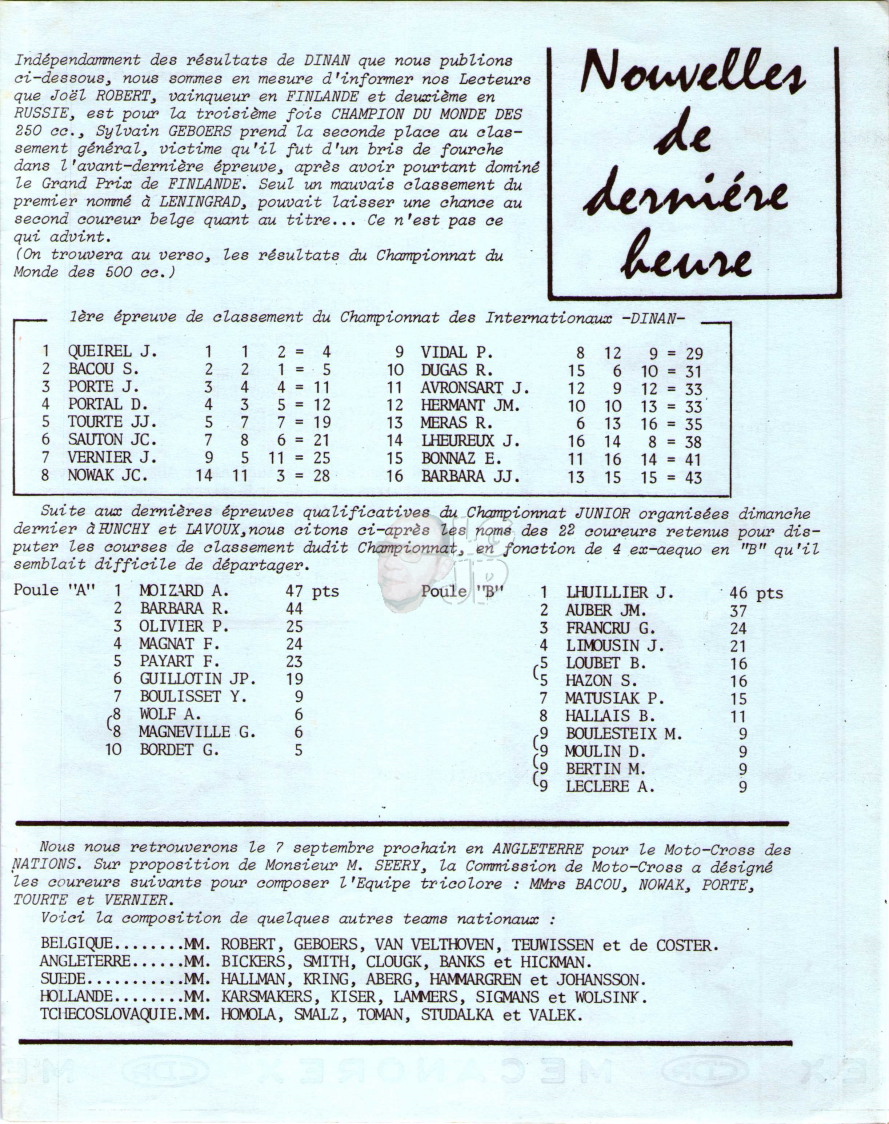 Indépendamment des résultats de DINAN que nous publions
ci-dessous, nous sommes en mesure d'informer nos Lecteurs
que Joël ROBERT, vainqueur en FINLANDE et deuxième en
RUSSIE, est pour la troisième fois CHAMPION DU MONDE DES
250 cc., Sylvain GEBOERS prend la seconde place au clas-
sement général, victime qu'il fut d'un bris de fourche
dans l'avant-dernière épreuve, après avoir pourtant dominé
le Grand Prix de FINLANDE. Seul un mauvais classement du
premier nommé à LENINGRAD, pouvait laisser une chance au
second coureur belge quant au titre... Ce n'est pas ce
qui advint.
(On trouvera au verso, les résultats du Championnat du
Monde des 500 cc.)
Nouvelles
de
derniére
heure
1ère épreuve de classement du Championnat des Internationaux -DINAN-
1 QUEIREL J. 1 1 2 = 4
2 BACOU S. 2 2 1 = 5
3 PORTE J. 3 4 4 = 11
4 PORTAL D. 4 3 5 = 12
5 TOURTE JJ. 5 7 7 = 19
6 SAUTON JC. 7 8 6 = 21
7 VERNIER J. 9 5 11 = 25
8 NOWAK JC. 14 11 3 = 28
9 VIDAL P. 8 12 9 = 29
10 DUGAS R. 15 6 10 = 31
11 AVRONSART J. 12 9 12 = 33
12 HERMANT JM. 10 10 13 = 33
13 MERAS R. 6 13 16 = 35
14 LHEUREUX J. 16 14 8 = 38
15 BONNAZ E. 11 16 14 = 41
16 BARBARA JJ. 13 15 15 = 43
Suite aux dernières épreuves qualificatives du Championnat JUNIOR organisées dimanche
dernier à FUNCHY et LAVOUX,nous citons ci-après les noms des 22 coureurs retenus pour dis-
puter les courses de classement dudit Championnat, en fonction de 4 ex-aequo en "B" qu'il
semblait difficile de départager.
Poule "A" 1 MOIZARD A. 47 pts
2 BARBARA R. 44
3 OLIVIER P. 25
4 MAGNAT F. 24
5 PAYART F. 23
6 GUILLOTIN JP. 19
7 BOULISSET Y. 9
(8 WOLF A. 6
(8 MAGNEVILLE G. 6
10 BORDET G. 5
Poule "B" 1 LHUILLIER J. 46 pts
2 AUBER JM. 37
3 FRANCRU G. 24
4 LIMOUSIN J. 21
(5 LOUBET B. 16
(5 HAZON S. 16
7 MATUSIAK P. 15
8 HALLAIS B. 11
(9 BOULESTEIX M. 9
(9 MOULIN D. 9
(9 BERTIN M. 9
(9 LECLERE A. 9
Nous nous retrouverons le 7 septembre prochain en ANGLETERRE pour le Moto-Cross des
NATIONS. Sur proposition de Monsieur M. SEERY, la Commission de Moto-Cross a désigné
les coureurs suivants pour composer l'Equipe tricolore : MMrs BACOU, NOWAK, PORTE,
TOURTE et VERNIER.
Voici la composition de quelques autres teams nationaux :
BELGIQUE........MM. ROBERT, GEBOERS, VAN VELTHOVEN, TEUWISSEN et de COSTER.
ANGLETERRE......MM. BICKERS, SMITH, CLOUGK, BANKS et HICKMAN.
SUEDE...........MM. HALLMAN, KRING, ABERG, HAMMARGREN et JOHANSSON.
HOLLANDE........MM. KARSMAKERS, KISER, LAMMERS, SIGMANS et WOLSINK.
TCHECOSLOVAQUIE.MM. HOMOLA, SMALZ, TOMAN, STUDALKA et VALEK.
MECANOREX CDR